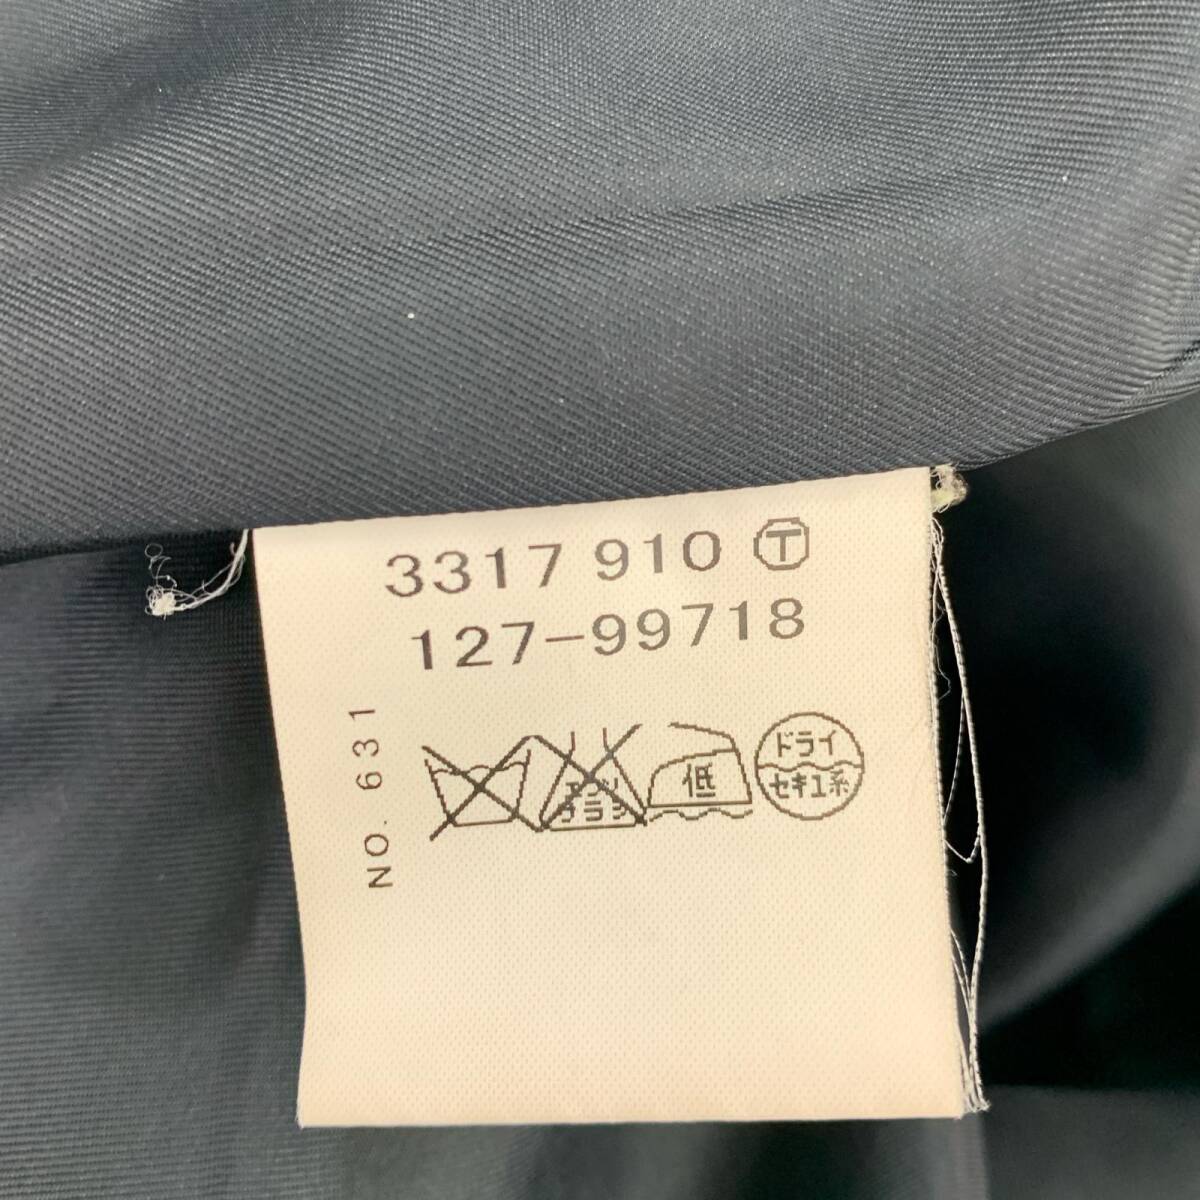 3317 910 Ⓣ
127-99718
NO. 631
エンソ
サラシ
低
ドライ
セキユ系